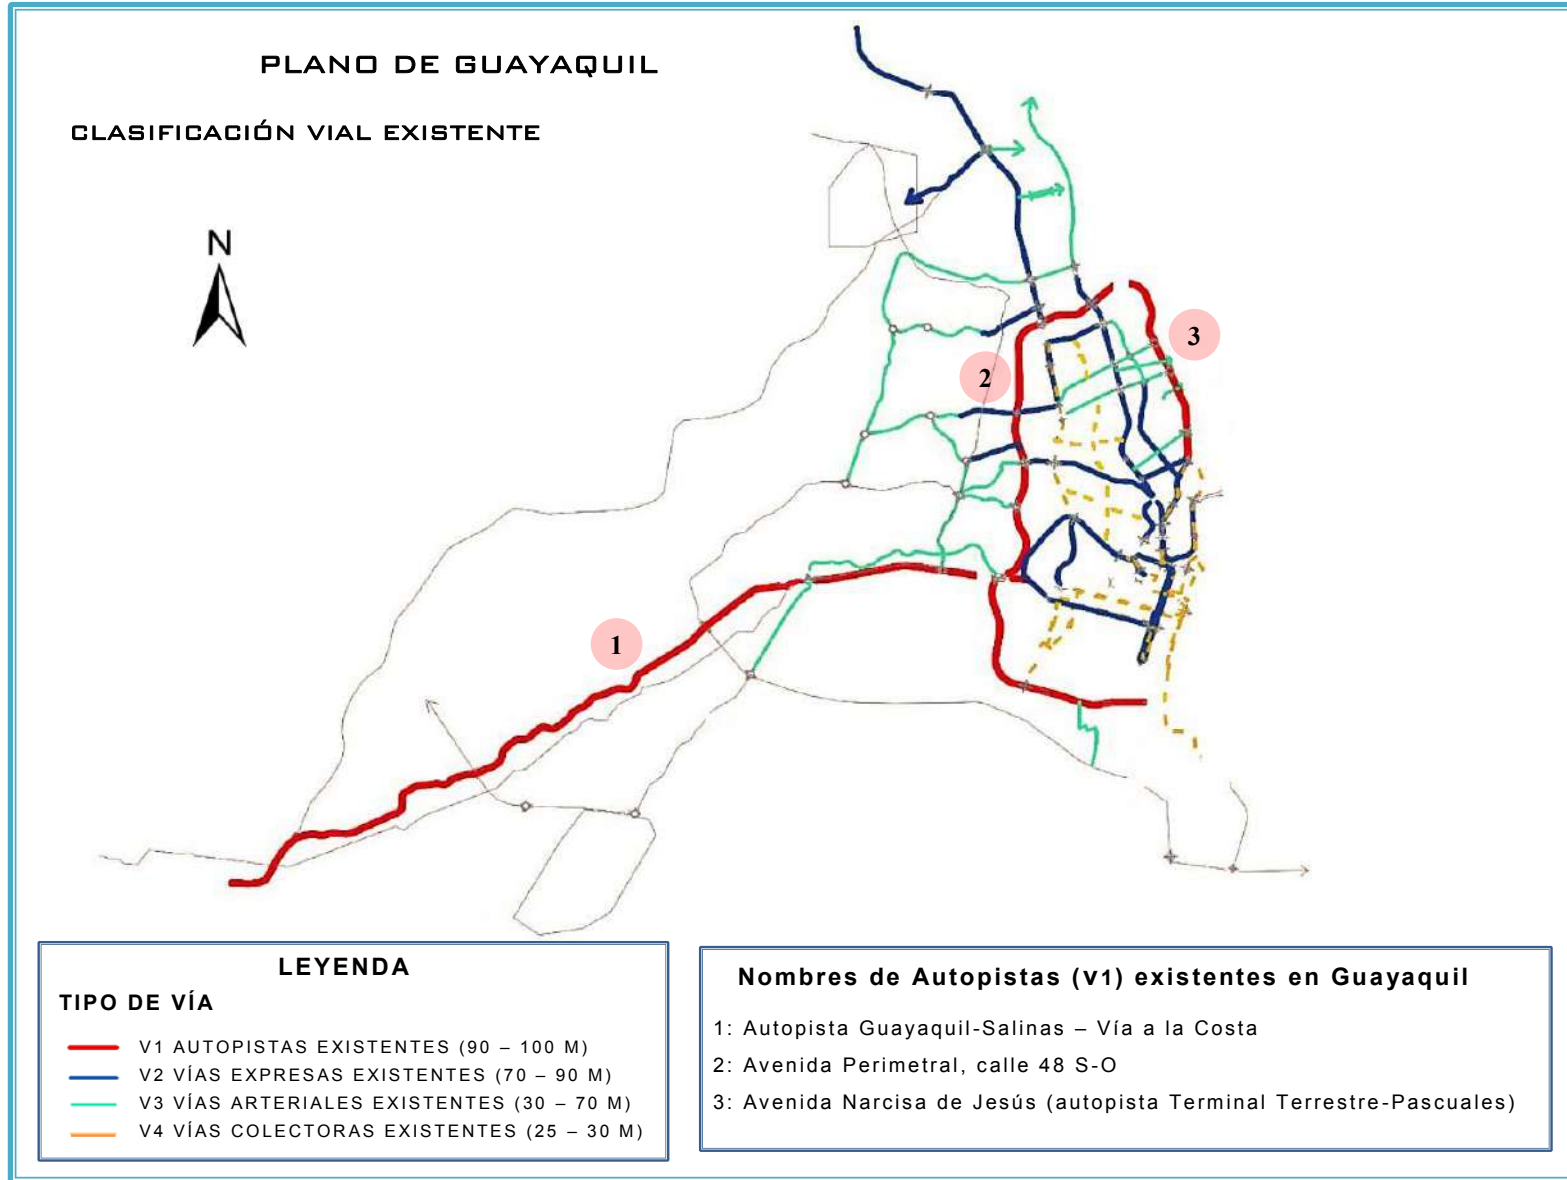 PLANO DE GUAYAQUIL
CLASIFICACIÓN VIAL EXISTENTE
N
3
2
1
LEYENDA
TIPO DE VÍA
V1 AUTOPISTAS EXISTENTES (90 – 100 M)
V2 VÍAS EXPRESAS EXISTENTES (70 – 90 M)
V3 VÍAS ARTERIALES EXISTENTES (30 – 70 M)
V4 VÍAS COLECTORAS EXISTENTES (25 – 30 M)
Nombres de Autopistas (v1) existentes en Guayaquil
1: Autopista Guayaquil-Salinas – Vía a la Costa
2: Avenida Perimetral, calle 48 S-O
3: Avenida Narcisa de Jesús (autopista Terminal Terrestre-Pascuales)